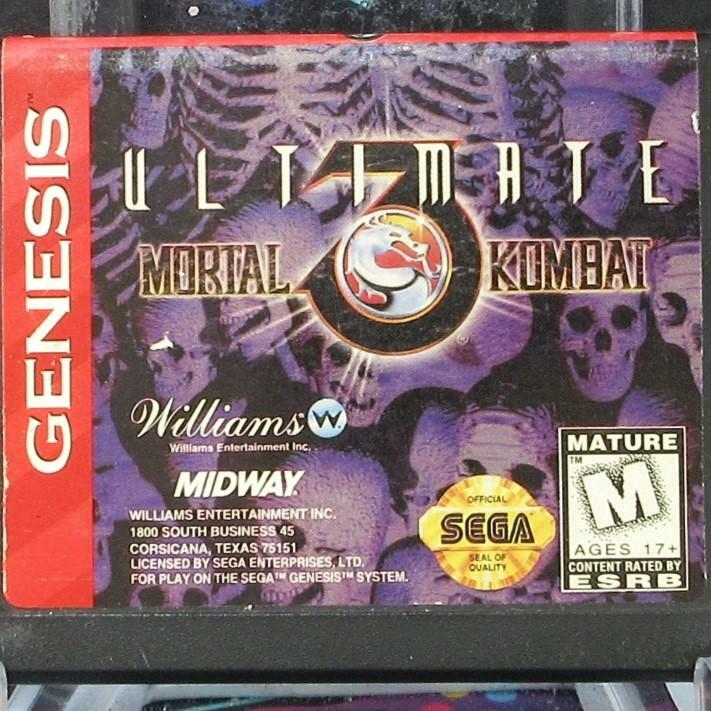 GENESIS™
ULTIMATE
MORTAL 3 KOMBAT®
Williams® W
Williams Entertainment Inc.
MIDWAY®
WILLIAMS ENTERTAINMENT INC.
1800 SOUTH BUSINESS 45
CORSICANA, TEXAS 75151
LICENSED BY SEGA ENTERPRISES, LTD.
FOR PLAY ON THE SEGA™ GENESIS™ SYSTEM.
OFFICIAL
SEGA
SEAL OF
QUALITY
MATURE
TM
M
AGES 17+
CONTENT RATED BY
ESRB